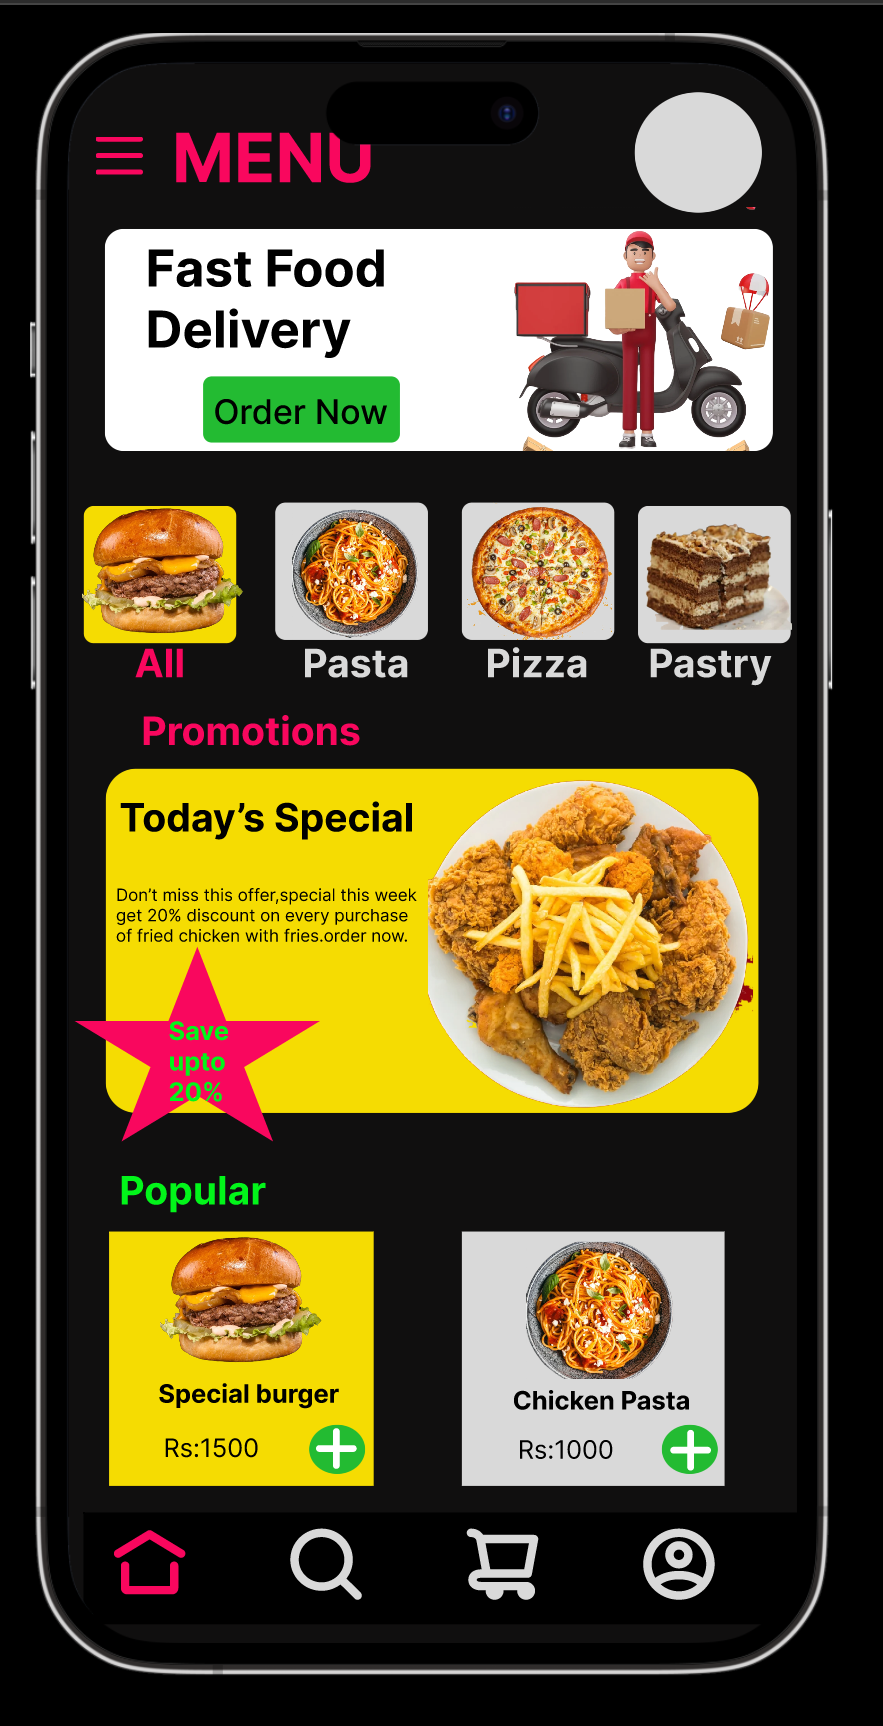 MENU
Fast Food
Delivery
Order Now
All
Pasta
Pizza
Pastry
Promotions
Today’s Special
Don’t miss this offer,special this week
get 20% discount on every purchase
of fried chicken with fries.order now.
Save
upto
20%
Popular
Special burger
Rs:1500
Chicken Pasta
Rs:1000